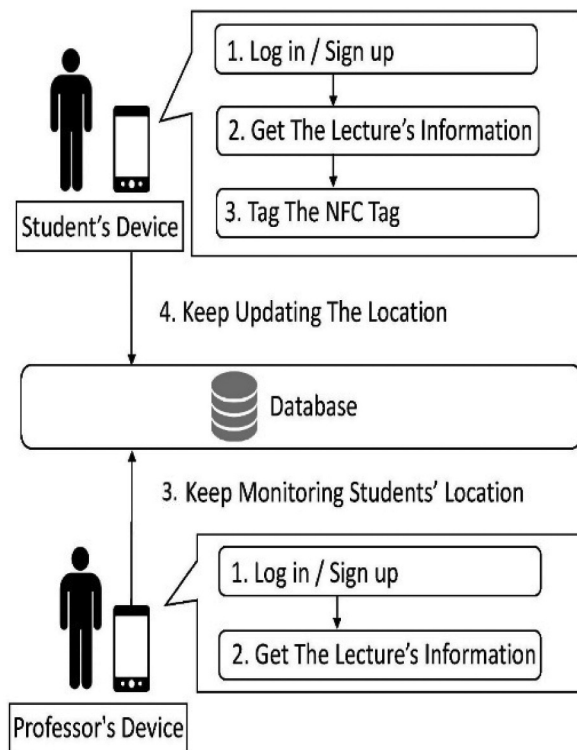 1. Log in / Sign up
2. Get The Lecture's Information
3. Tag The NFC Tag
Student's Device
4. Keep Updating The Location
Database
3. Keep Monitoring Students' Location
1. Log in / Sign up
2. Get The Lecture's Information
Professor's Device